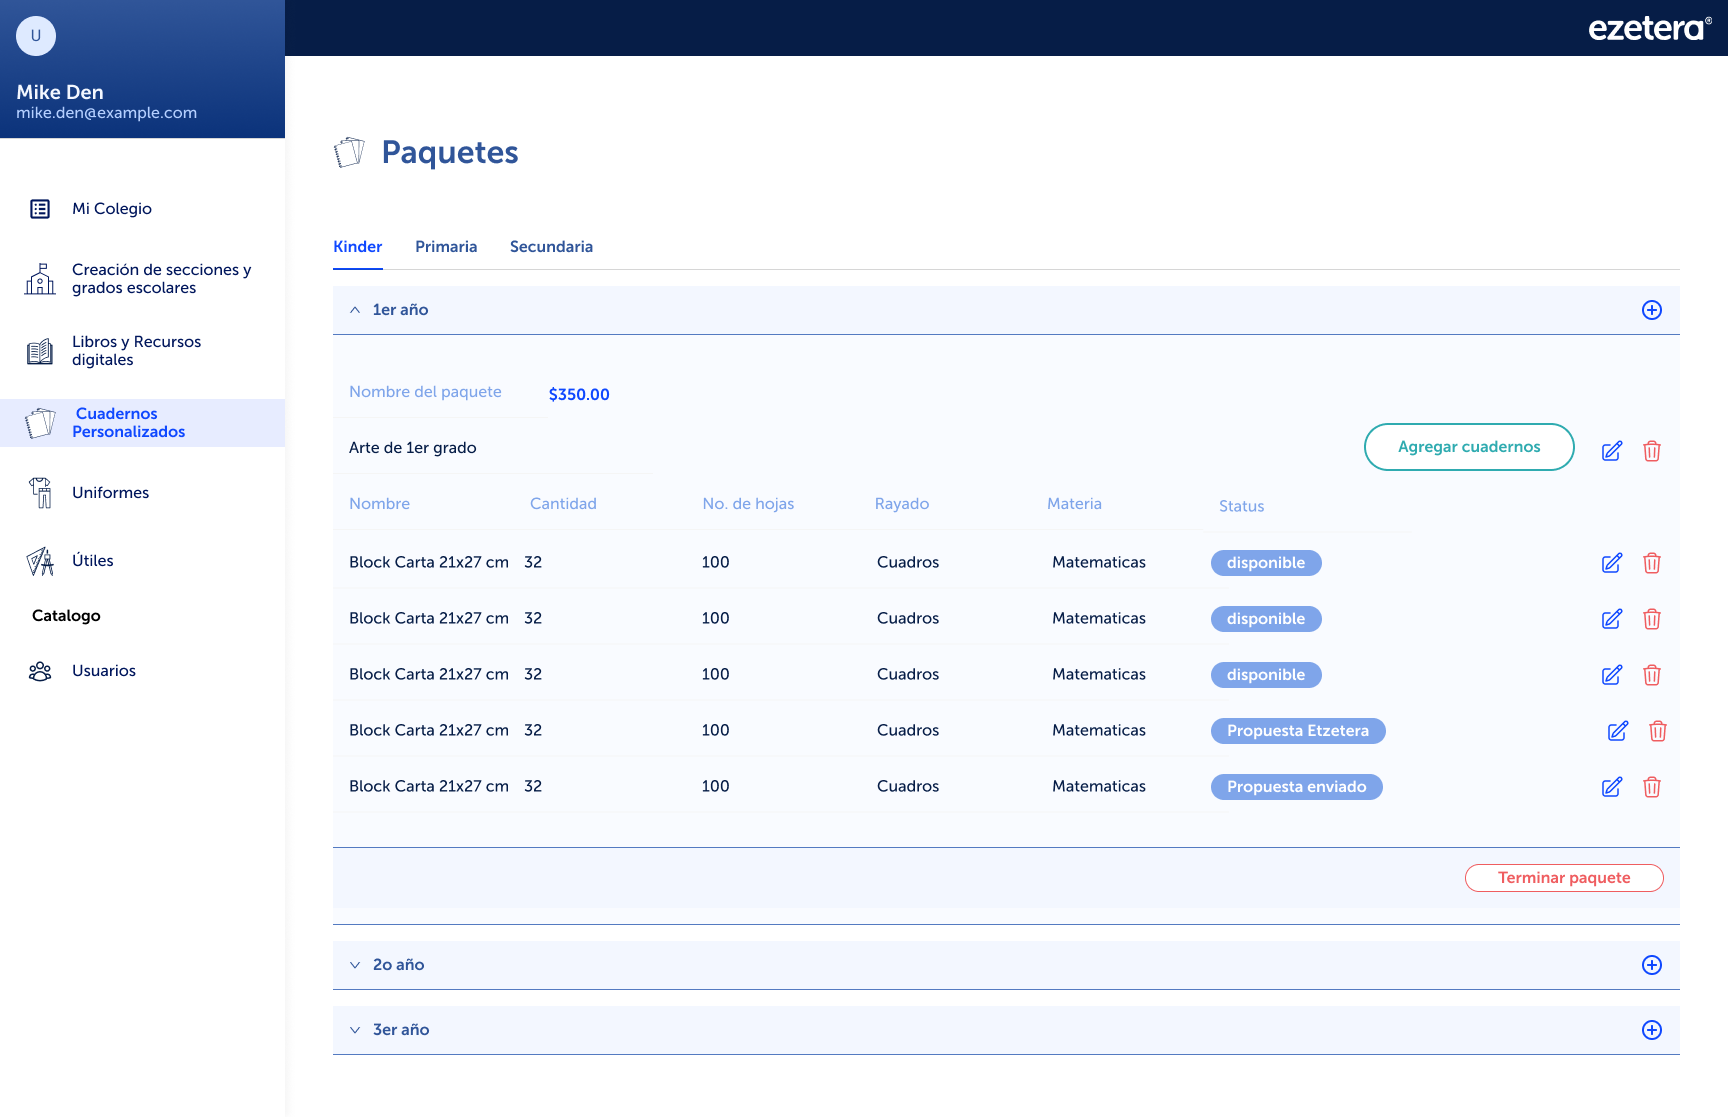 U
Mike Den
mike.den@example.com
ezetera®
Mi Colegio
Creación de secciones y
grados escolares
Libros y Recursos
digitales
Cuadernos
Personalizados
Uniformes
Útiles
Catalogo
Usuarios
Paquetes
Kinder Primaria Secundaria
1er año
Nombre del paquete $350.00
Arte de 1er grado Agregar cuadernos
Nombre Cantidad No. de hojas Rayado Materia Status
Block Carta 21x27 cm 32 100 Cuadros Matematicas disponible
Block Carta 21x27 cm 32 100 Cuadros Matematicas disponible
Block Carta 21x27 cm 32 100 Cuadros Matematicas disponible
Block Carta 21x27 cm 32 100 Cuadros Matematicas Propuesta Etzetera
Block Carta 21x27 cm 32 100 Cuadros Matematicas Propuesta enviado
Terminar paquete
2o año
3er año